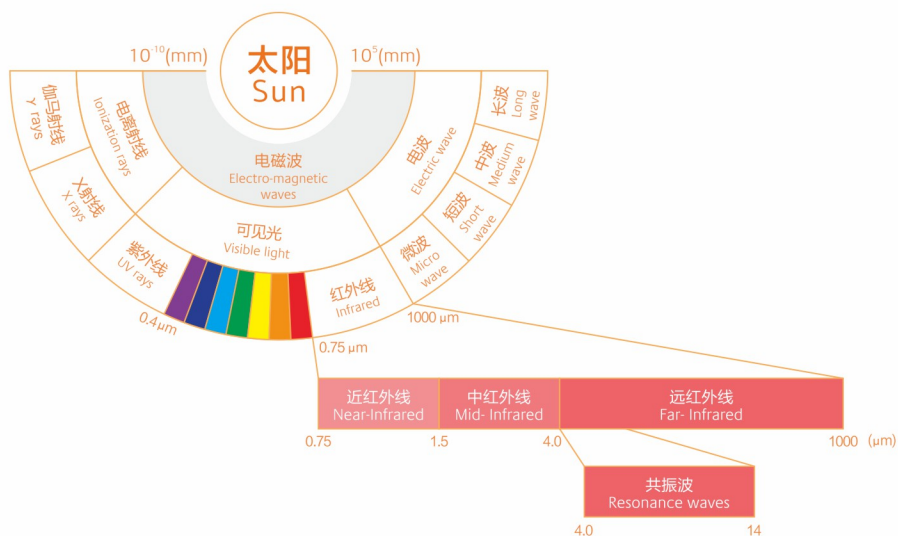 10⁻¹⁰(mm)
太阳
Sun
10⁵(mm)
伽马射线
Y rays
电离射线
Ionization rays
电磁波
Electro-magnetic
waves
电波
Electric wave
长波
Long
wave
中波
Medium
wave
短波
Short
wave
微波
Micro
wave
X射线
X rays
紫外线
UV rays
可见光
Visible light
红外线
Infrared
0.4μm
0.75 μm
1000 μm
近红外线
Near-Infrared
中红外线
Mid- Infrared
远红外线
Far- Infrared
0.75
1.5
4.0
1000 (μm)
共振波
Resonance waves
4.0
14